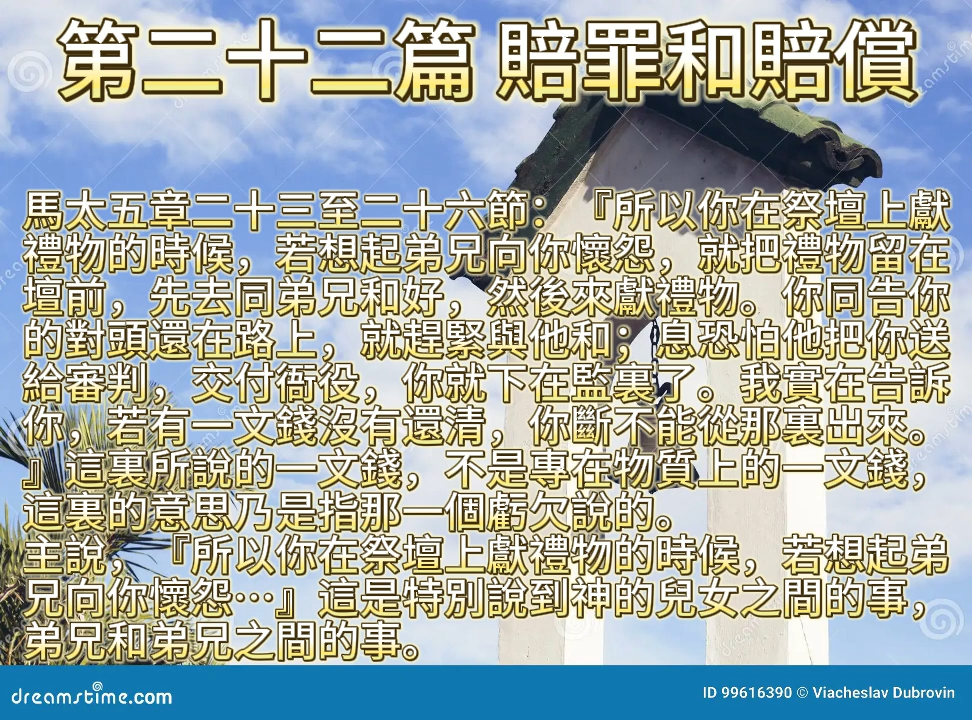 第二十二篇 賠罪和賠償
馬太五章二十三至二十六節：『所以你在祭壇上獻
禮物的時候，若想起弟兄向你懷怨，就把禮物留在
壇前，先去同弟兄和好，然後來獻禮物。你同告你
的對頭還在路上，就趕緊與他和；息恐怕他把你送
給審判，交付衙役，你就下在監裏了。我實在告訴
你，若有一文錢沒有還清，你斷不能從那裏出來。
』這裏所說的一文錢，不是專在物質上的一文錢，
這裏的意思乃是指那一個虧欠說的。
主說，『所以你在祭壇上獻禮物的時候，若想起弟
兄向你懷怨…』這是特別說到神的兒女之間的事，
弟兄和弟兄之間的事。
dreamstime.com
ID 99616390 © Viacheslav Dubrovin